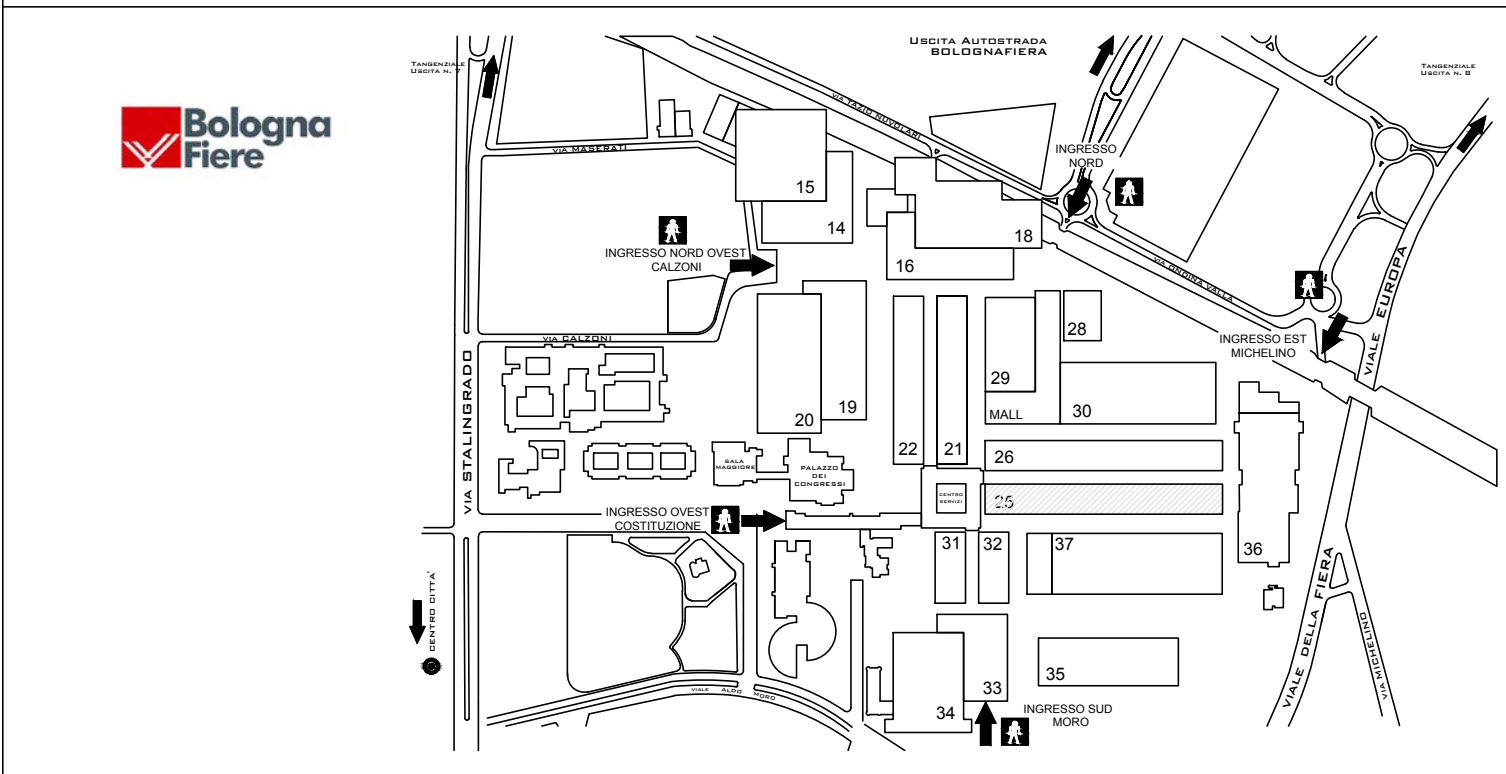 USCITA AUTOSTRADA
BOLOGNAFIERA
TANGENZIALE
USCITA N. 7
TANGENZIALE
USCITA N. 8
Bologna
Fiere
VIA TAZIO NUVOLARI
VIA MASERATI
INGRESSO
NORD
15
14
18
16
INGRESSO NORD OVEST
CALZONI
VIA ONDINA VALLA
VIALE EUROPA
28
VIA CALZONI
INGRESSO EST
MICHELINO
VIA STALINGRADO
29
MALL
30
20
19
22
21
26
SALA
MAGGIORE
PALAZZO
DEI
CONGRESSI
CENTRO
SERVIZI
25
INGRESSO OVEST
COSTITUZIONE
31
32
37
36
CENTRO CITTA'
VIALE DELLA FIERA
VIA MICHELINO
35
33
34
VIALE ALDO MORO
INGRESSO SUD
MORO